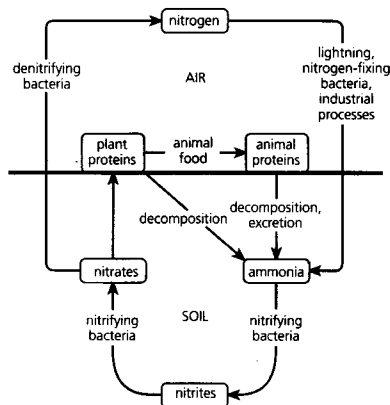 nitrogen
denitrifying
bacteria
AIR
lightning,
nitrogen-fixing
bacteria,
industrial
processes
plant
proteins
animal
food
animal
proteins
decomposition
decomposition,
excretion
nitrates
ammonia
nitrifying
bacteria
SOIL
nitrifying
bacteria
nitrites